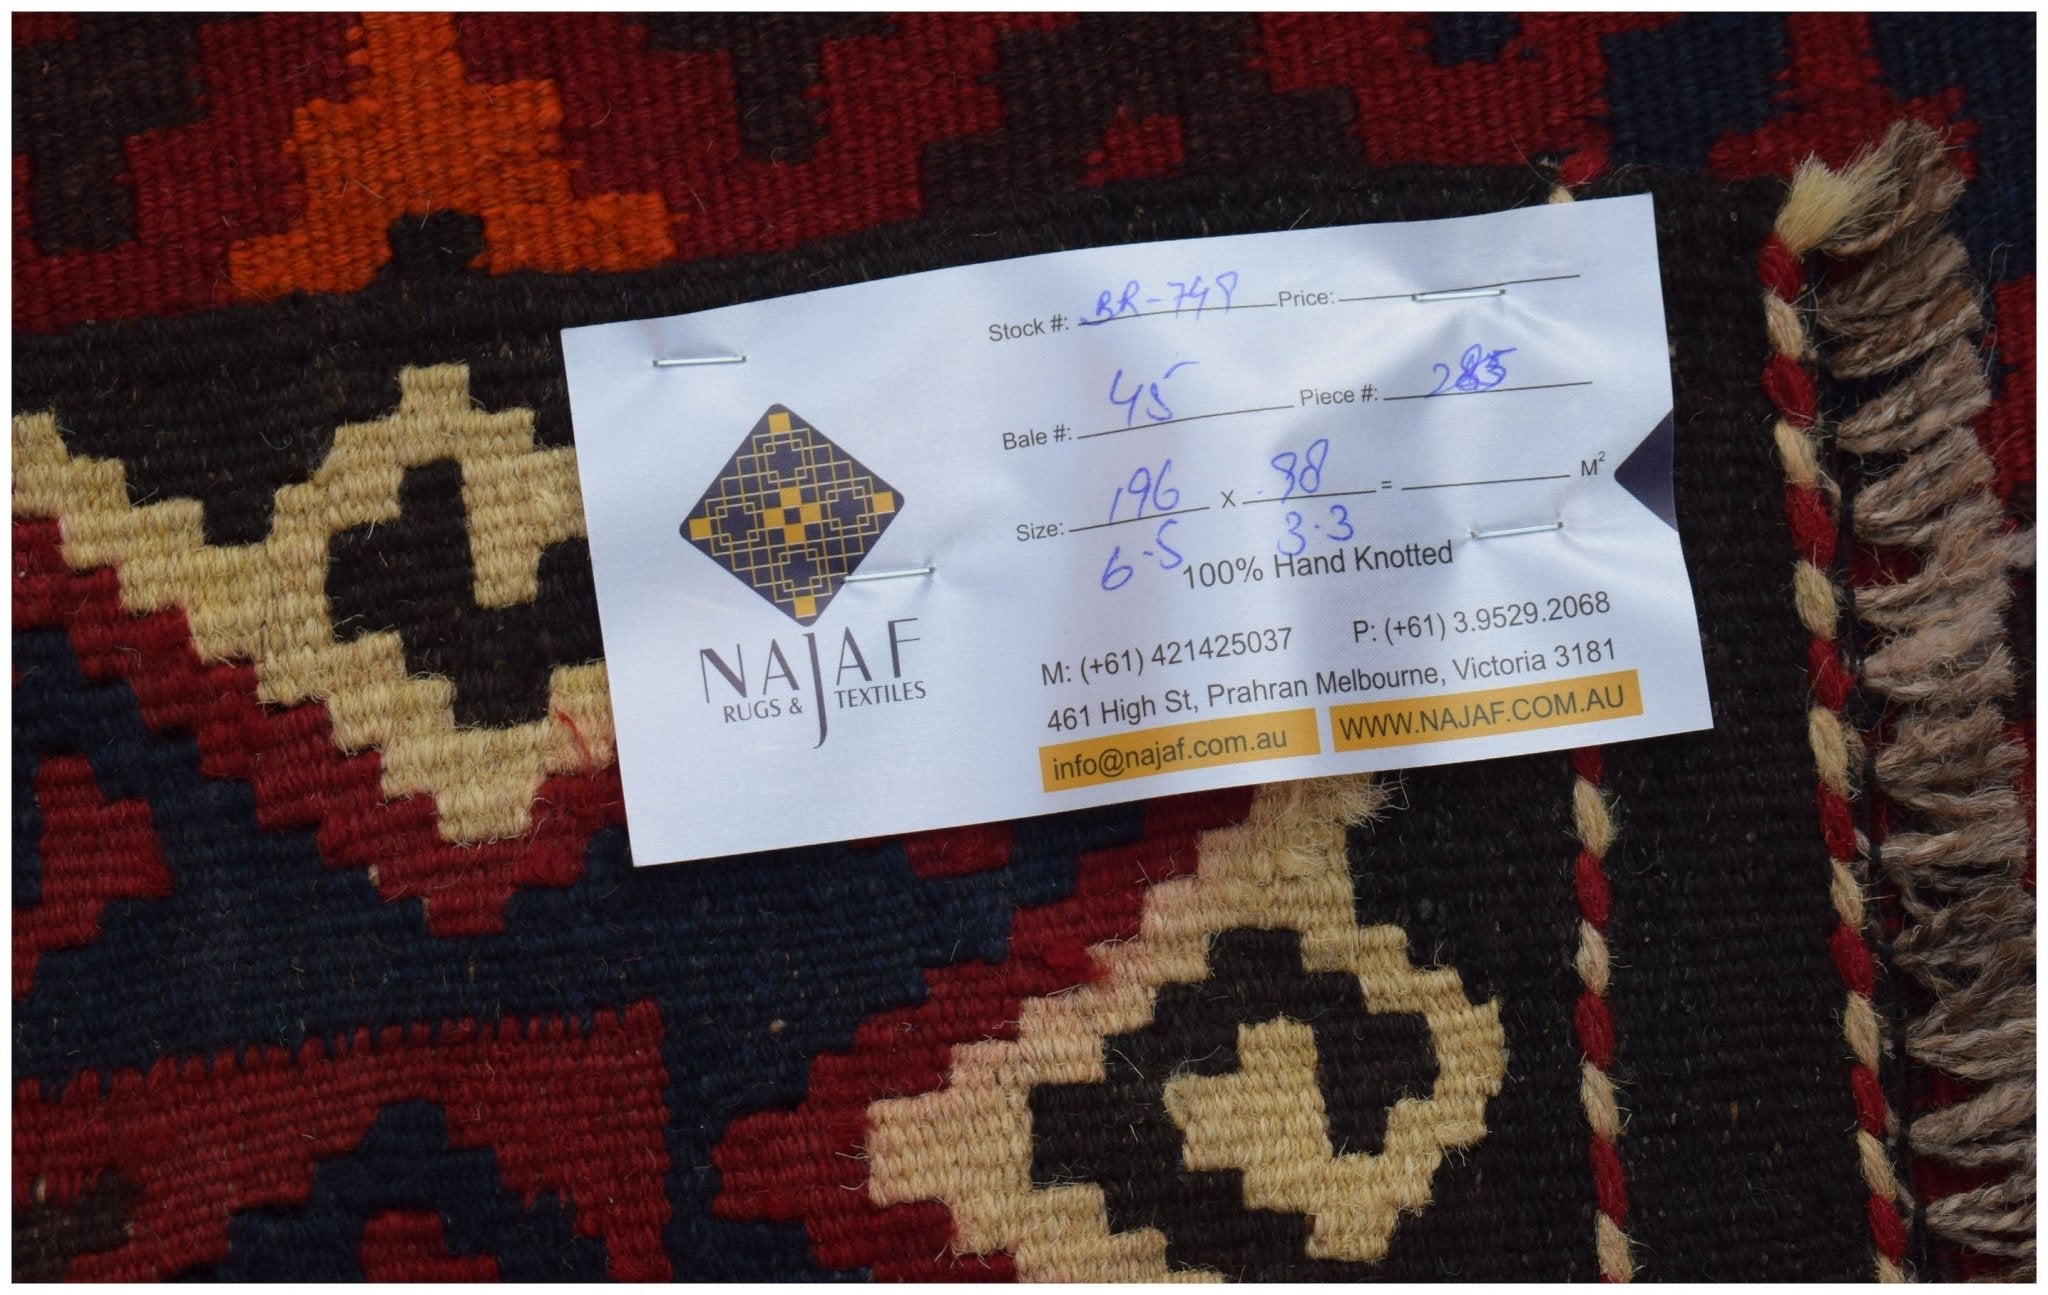 Stock #: BR-748 Price:
Bale #: 45 Piece #: 285
Size: 196 X 98 = M²
6.5 3.3
100% Hand Knotted
M: (+61) 421425037 P: (+61) 3.9529.2068
461 High St, Prahran Melbourne, Victoria 3181
info@najaf.com.au WWW.NAJAF.COM.AU
NAJAF
RUGS & TEXTILES